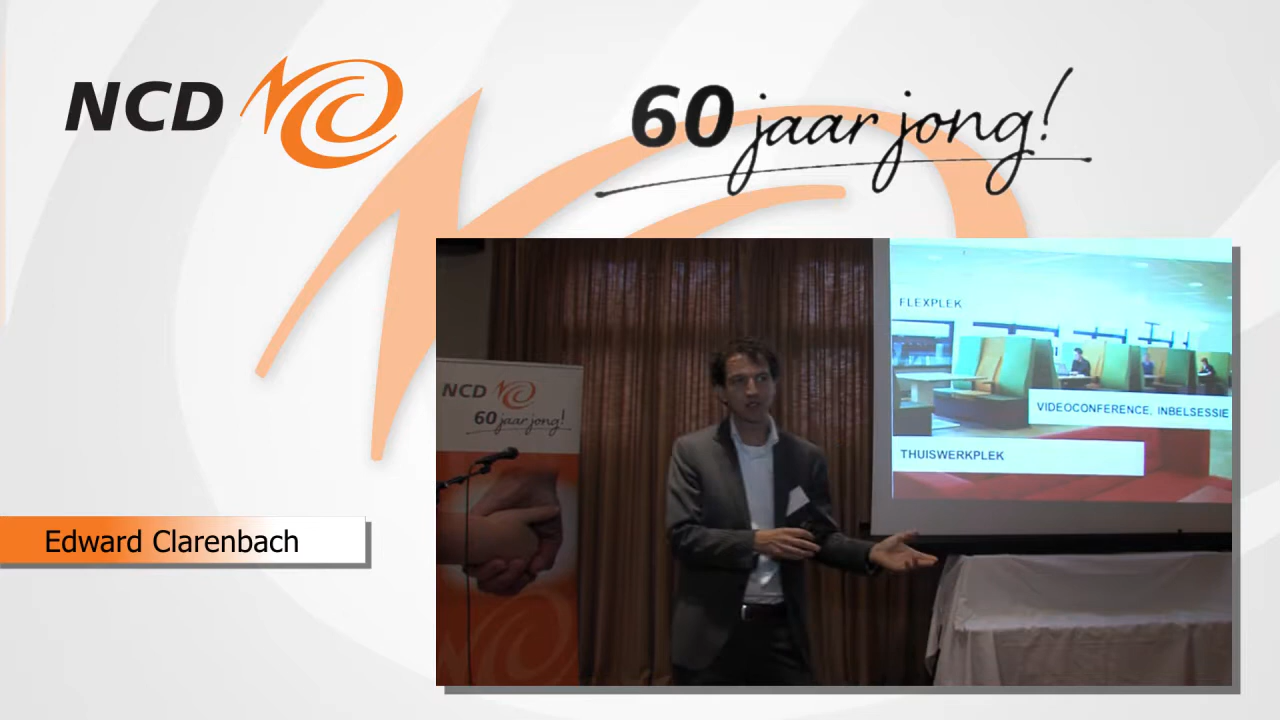 NCD
60 jaar jong!
NCD
60 jaar jong!
FLEXPLEK
VIDEOCONFERENCE, INBELSESSIE
THUISWERKPLEK
Edward Clarenbach